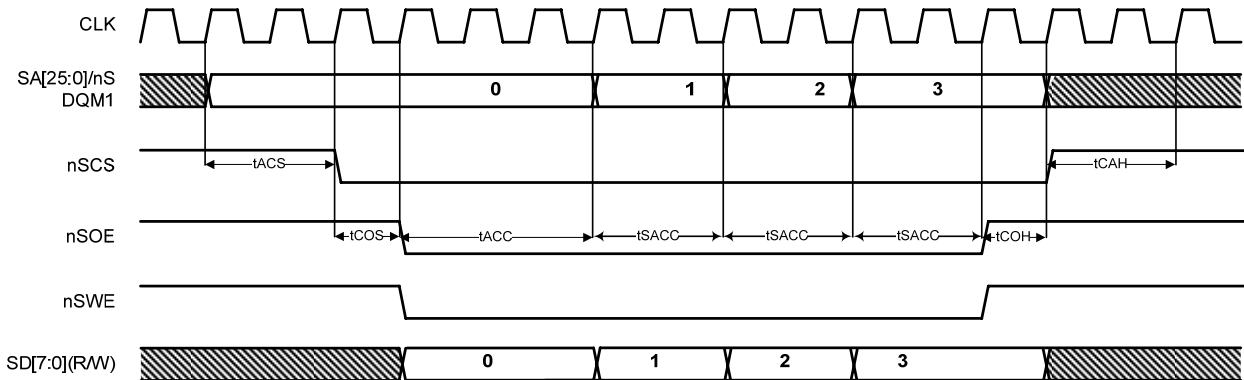 CLK
SA[25:0]/nS
DQM1
0 1 2 3
nSCS
tACS tCAH
nSOE
tCOS tACC tSACC tSACC tSACC tCOH
nSWE
SD[7:0](R/W)
0 1 2 3